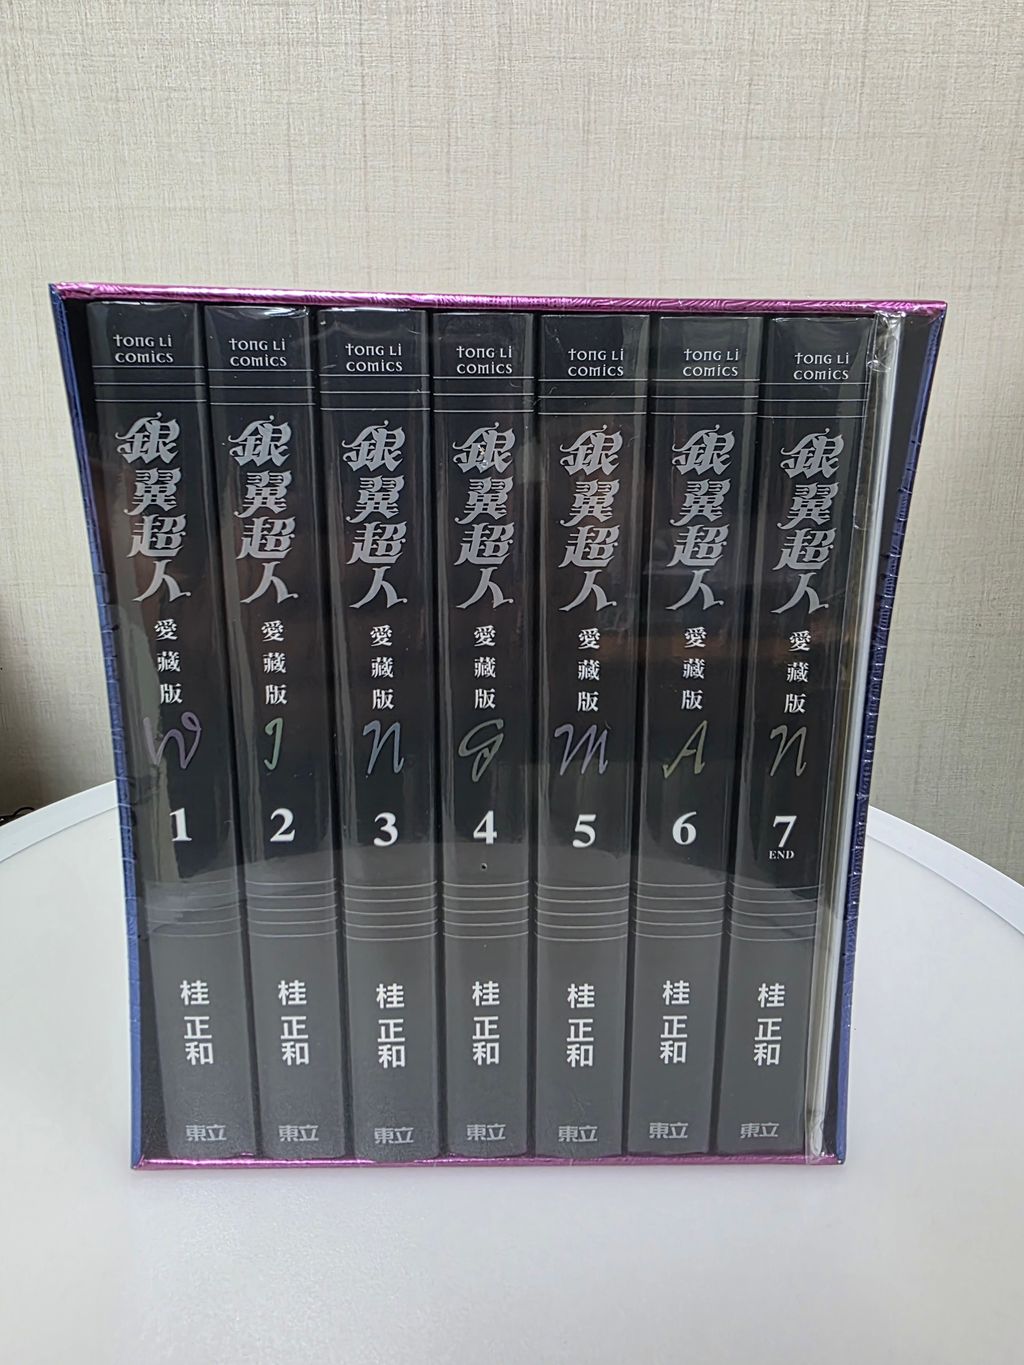 TONG LI
COMICS
銀翼超人
愛藏版
W
1
桂正和
東立
TONG LI
COMICS
銀翼超人
愛藏版
I
2
桂正和
東立
TONG LI
COMICS
銀翼超人
愛藏版
N
3
桂正和
東立
TONG LI
COMICS
銀翼超人
愛藏版
G
4
桂正和
東立
TONG LI
COMICS
銀翼超人
愛藏版
M
5
桂正和
東立
TONG LI
COMICS
銀翼超人
愛藏版
A
6
桂正和
東立
TONG LI
COMICS
銀翼超人
愛藏版
N
7
END
桂正和
東立